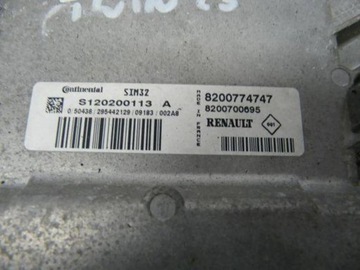 Continental SIM32
S120200113 A
0 50438 / 295442129 / 09183 / 002A8
MADE IN FRANCE
8200774747
8200700695
RENAULT